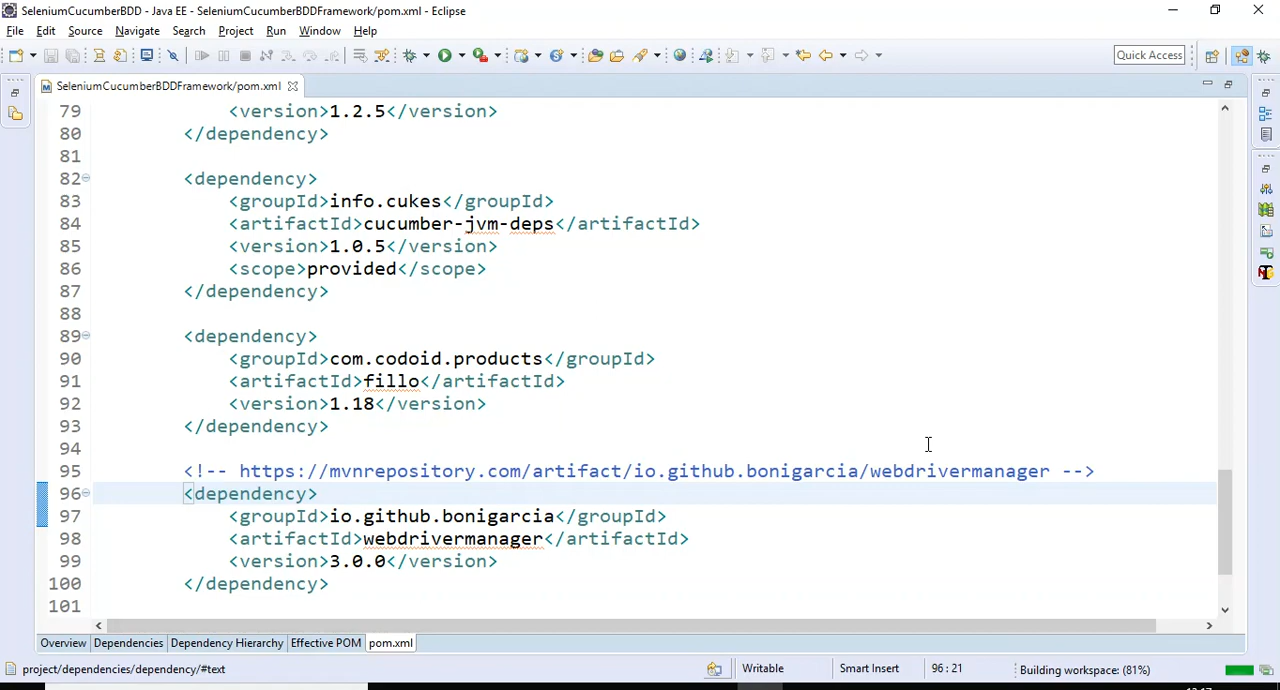 SeleniumCucumberBDD - Java EE - SeleniumCucumberBDDFramework/pom.xml - Eclipse
File Edit Source Navigate Search Project Run Window Help
Quick Access
SeleniumCucumberBDDFramework/pom.xml
79 <version>1.2.5</version>
80 </dependency>
81
82 <dependency>
83 <groupId>info.cukes</groupId>
84 <artifactId>cucumber-jvm-deps</artifactId>
85 <version>1.0.5</version>
86 <scope>provided</scope>
87 </dependency>
88
89 <dependency>
90 <groupId>com.codoid.products</groupId>
91 <artifactId>fillo</artifactId>
92 <version>1.18</version>
93 </dependency>
94
95 <!-- https://mvnrepository.com/artifact/io.github.bonigarcia/webdrivermanager -->
96 <dependency>
97 <groupId>io.github.bonigarcia</groupId>
98 <artifactId>webdrivermanager</artifactId>
99 <version>3.0.0</version>
100 </dependency>
101
Overview Dependencies Dependency Hierarchy Effective POM pom.xml
project/dependencies/dependency/#text Writable Smart Insert 96 : 21 Building workspace: (81%)